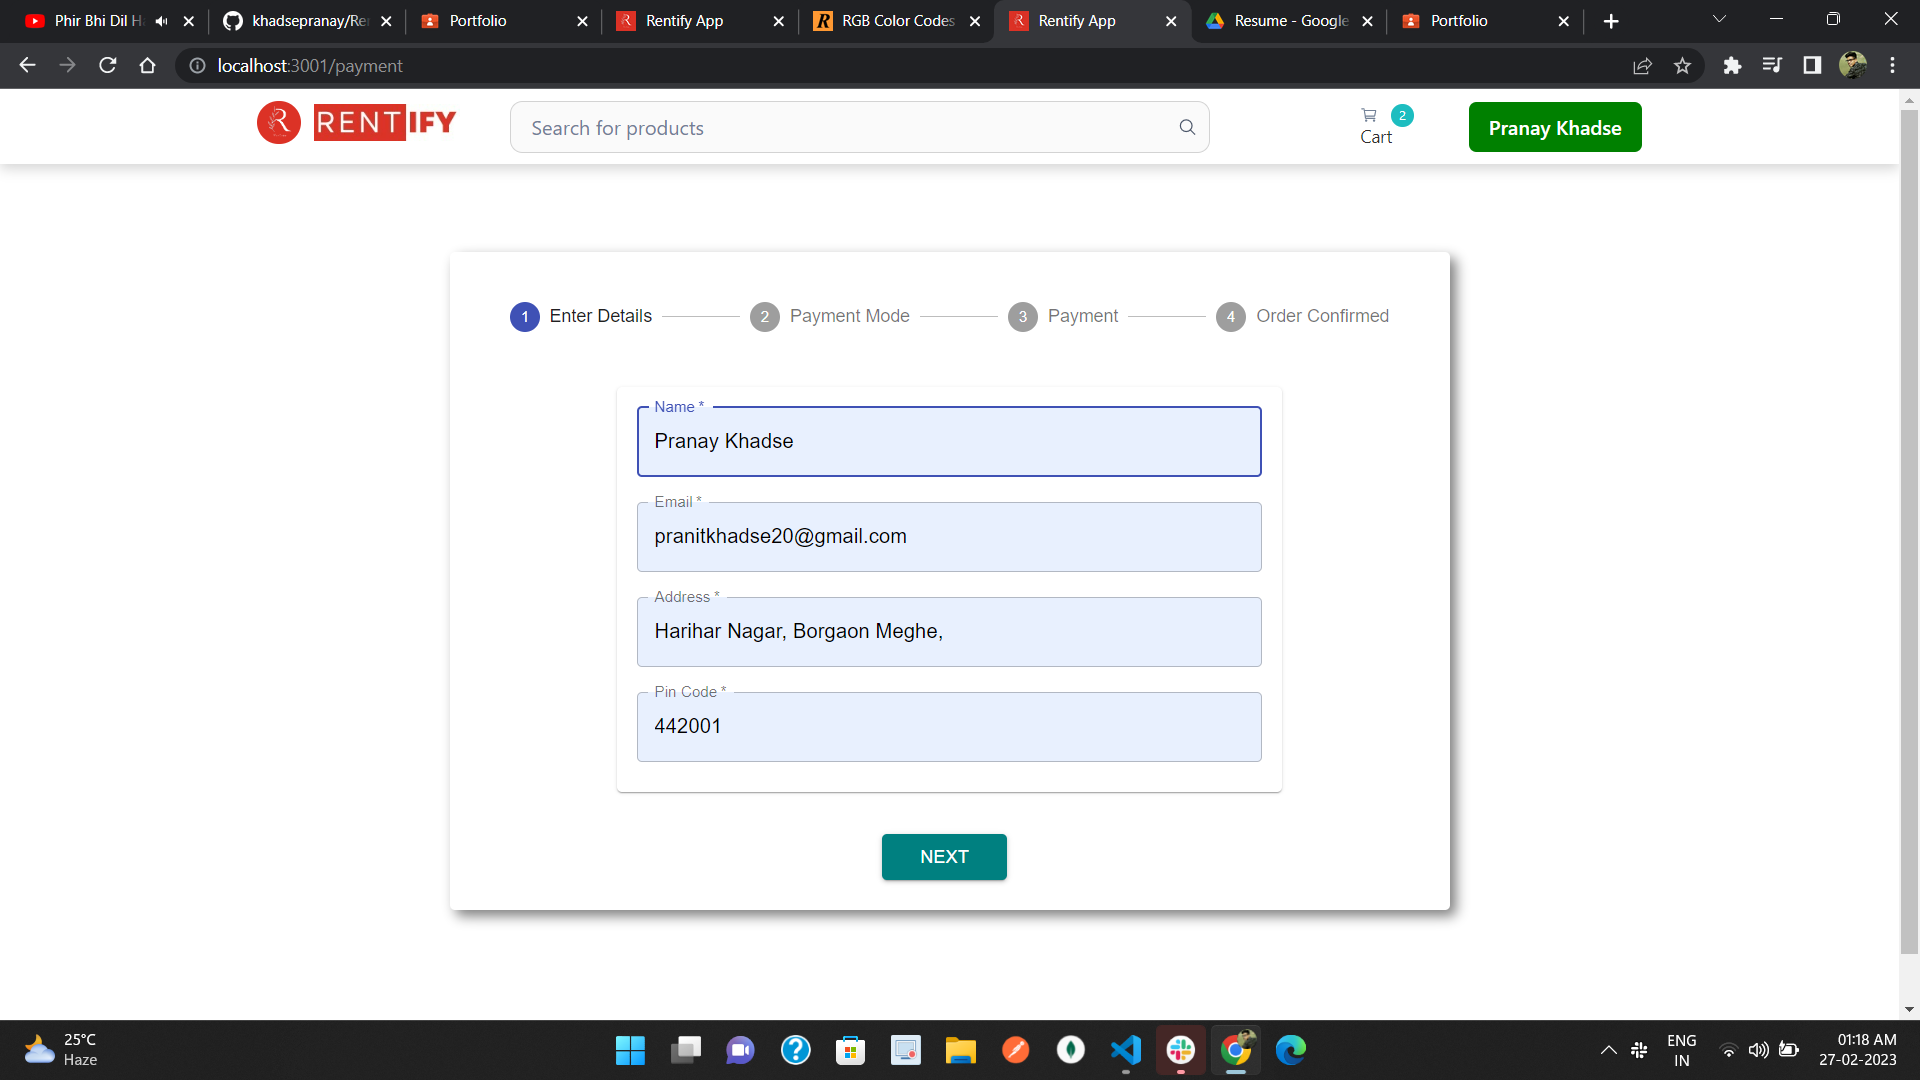 Phir Bhi Dil H
khadsepranay/Re
Portfolio
Rentify App
RGB Color Codes
Rentify App
Resume - Google
Portfolio
localhost:3001/payment
RENTIFY
Search for products
2
Cart
Pranay Khadse
1 Enter Details
2 Payment Mode
3 Payment
4 Order Confirmed
Name *
Pranay Khadse
Email *
pranitkhadse20@gmail.com
Address *
Harihar Nagar, Borgaon Meghe,
Pin Code *
442001
NEXT
25°C
Haze
ENG
IN
01:18 AM
27-02-2023